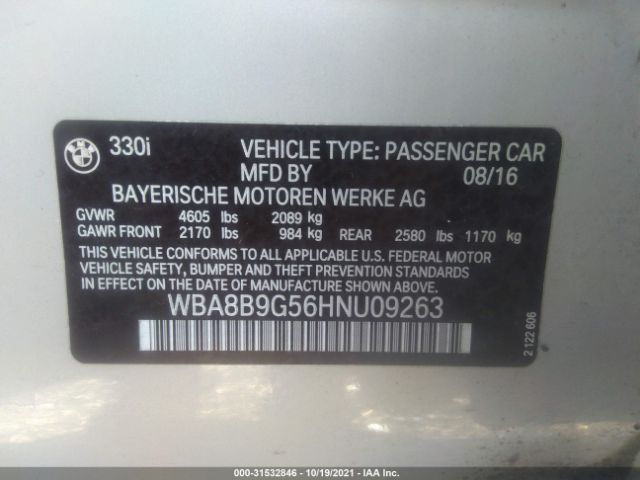 BMW
330i
VEHICLE TYPE: PASSENGER CAR
MFD BY 08/16
BAYERISCHE MOTOREN WERKE AG
GVWR 4605 lbs 2089 kg
GAWR FRONT 2170 lbs 984 kg REAR 2580 lbs 1170 kg
THIS VEHICLE CONFORMS TO ALL APPLICABLE U.S. FEDERAL MOTOR
VEHICLE SAFETY, BUMPER AND THEFT PREVENTION STANDARDS
IN EFFECT ON THE DATE OF MANUFACTURE SHOWN ABOVE.
WBA8B9G56HNU09263
2 122 606
000-31532846 - 10/19/2021 - IAA Inc.